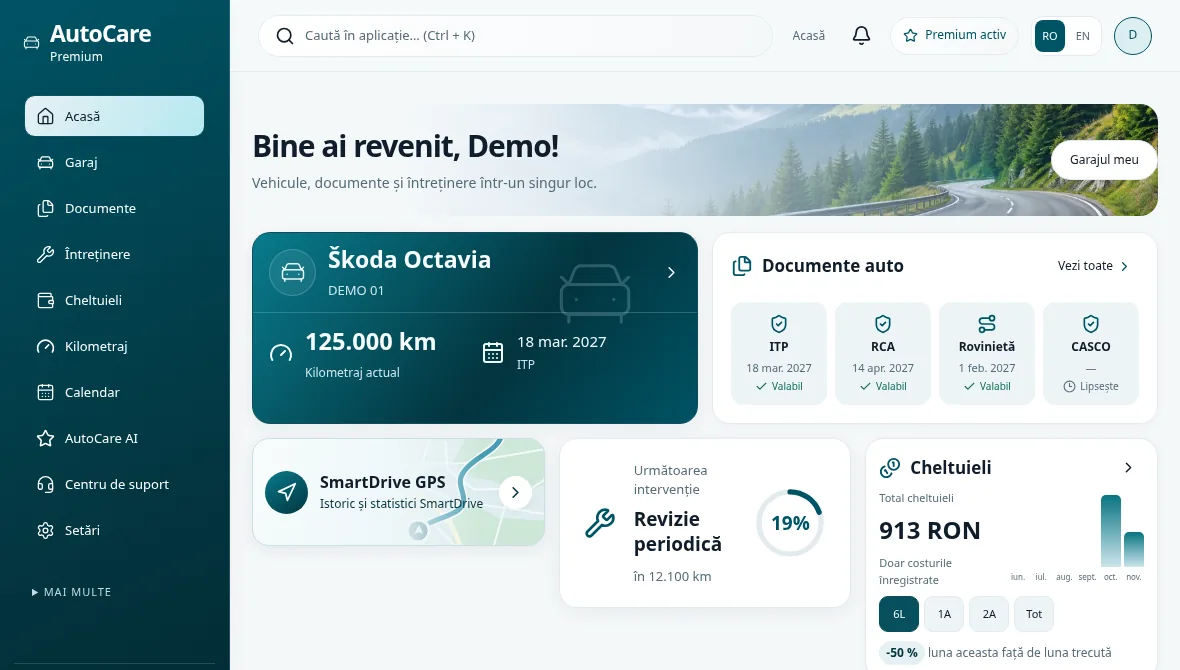 AutoCare
Premium
Acasă
Garaj
Documente
Întreținere
Cheltuieli
Kilometraj
Calendar
AutoCare AI
Centru de suport
Setări
MAI MULTE
Caută în aplicație... (Ctrl + K)
Acasă
Premium activ
RO
EN
D
Bine ai revenit, Demo!
Vehicule, documente și întreținere într-un singur loc.
Garajul meu
Škoda Octavia
DEMO 01
125.000 km
Kilometraj actual
18 mar. 2027
ITP
Documente auto
Vezi toate
ITP
18 mar. 2027
Valabil
RCA
14 apr. 2027
Valabil
Rovinietă
1 feb. 2027
Valabil
CASCO
—
Lipsește
SmartDrive GPS
Istoric și statistici SmartDrive
Următoarea
intervenție
Revizie
periodică
în 12.100 km
19%
Cheltuieli
Total cheltuieli
913 RON
Doar costurile
înregistrate
iun. iul. aug. sept. oct. nov.
6L 1A 2A Tot
-50 % luna aceasta față de luna trecută